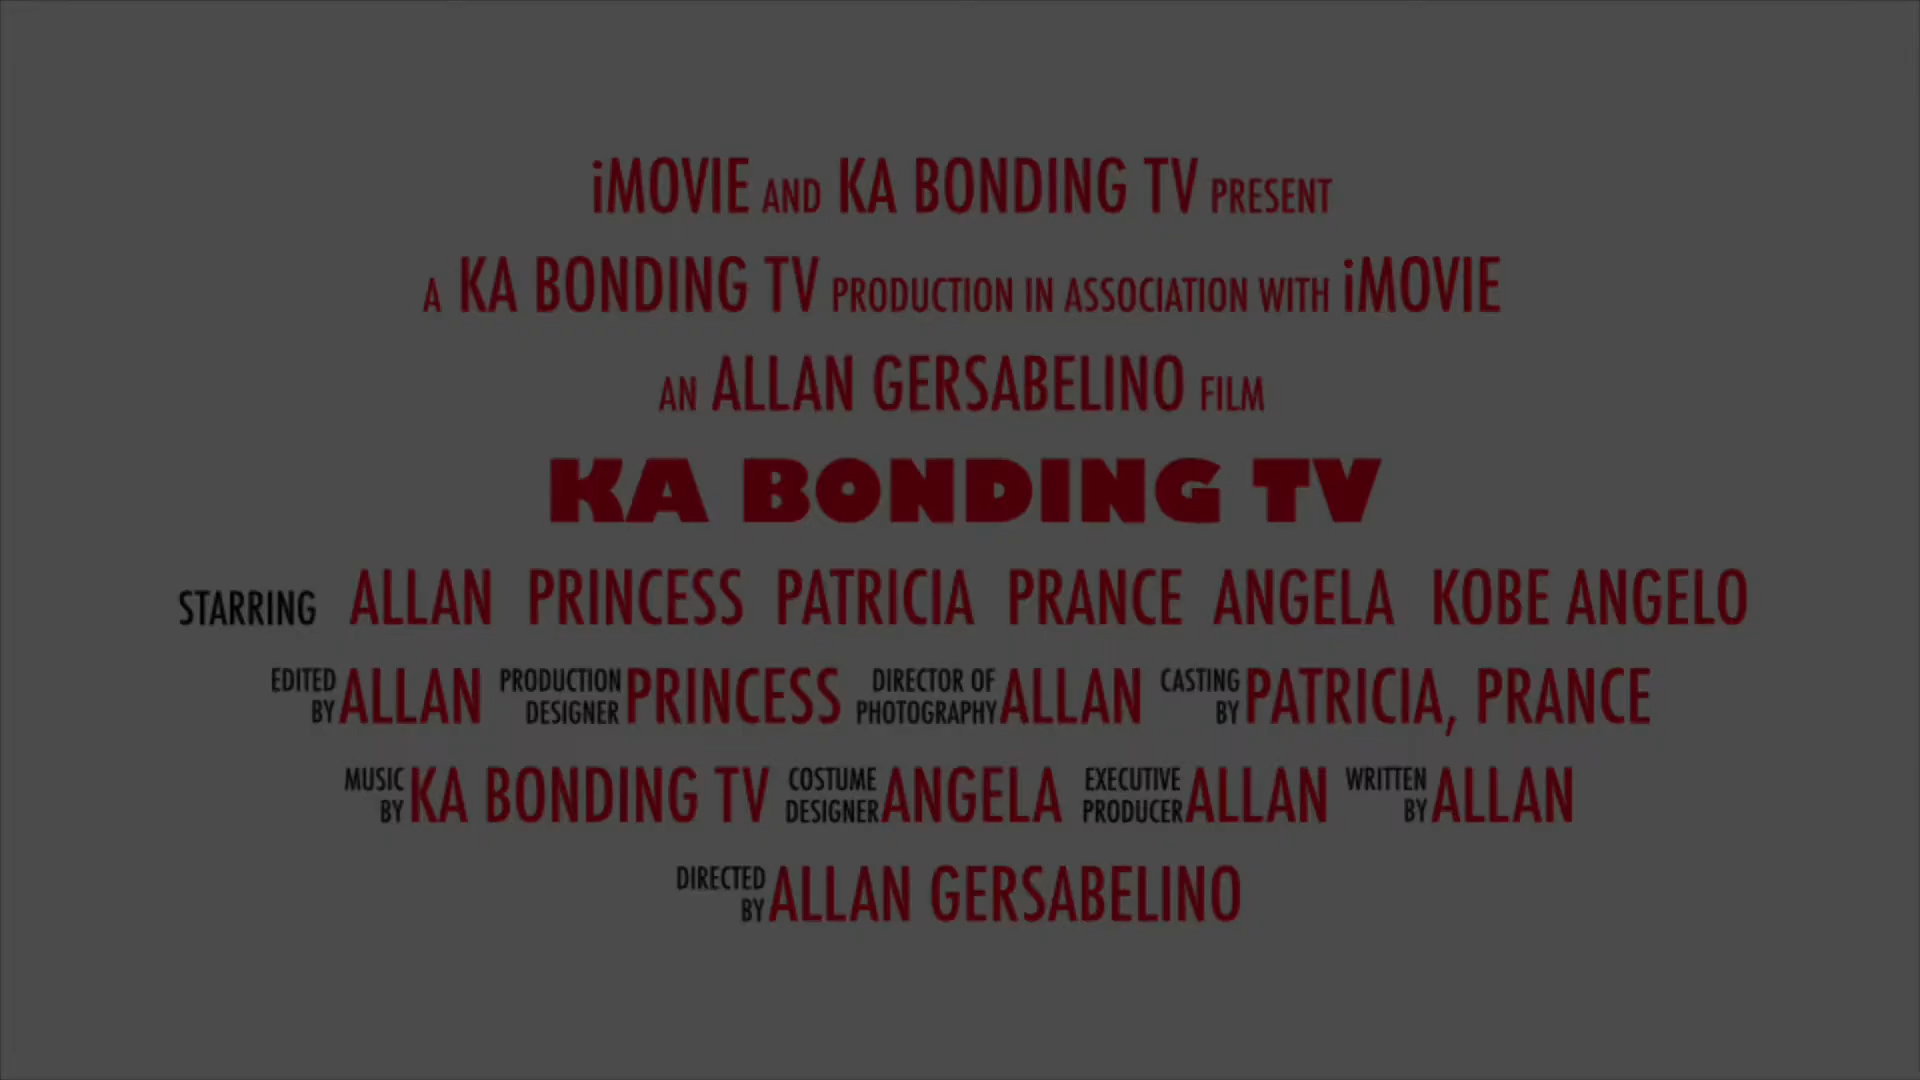 iMOVIE AND KA BONDING TV PRESENT
A KA BONDING TV PRODUCTION IN ASSOCIATION WITH iMOVIE
AN ALLAN GERSABELINO FILM
KA BONDING TV
STARRING ALLAN PRINCESS PATRICIA PRANCE ANGELA KOBE ANGELO
EDITED BY ALLAN PRODUCTION DESIGNER PRINCESS DIRECTOR OF PHOTOGRAPHY ALLAN CASTING BY PATRICIA, PRANCE
MUSIC BY KA BONDING TV COSTUME DESIGNER ANGELA EXECUTIVE PRODUCER ALLAN WRITTEN BY ALLAN
DIRECTED BY ALLAN GERSABELINO